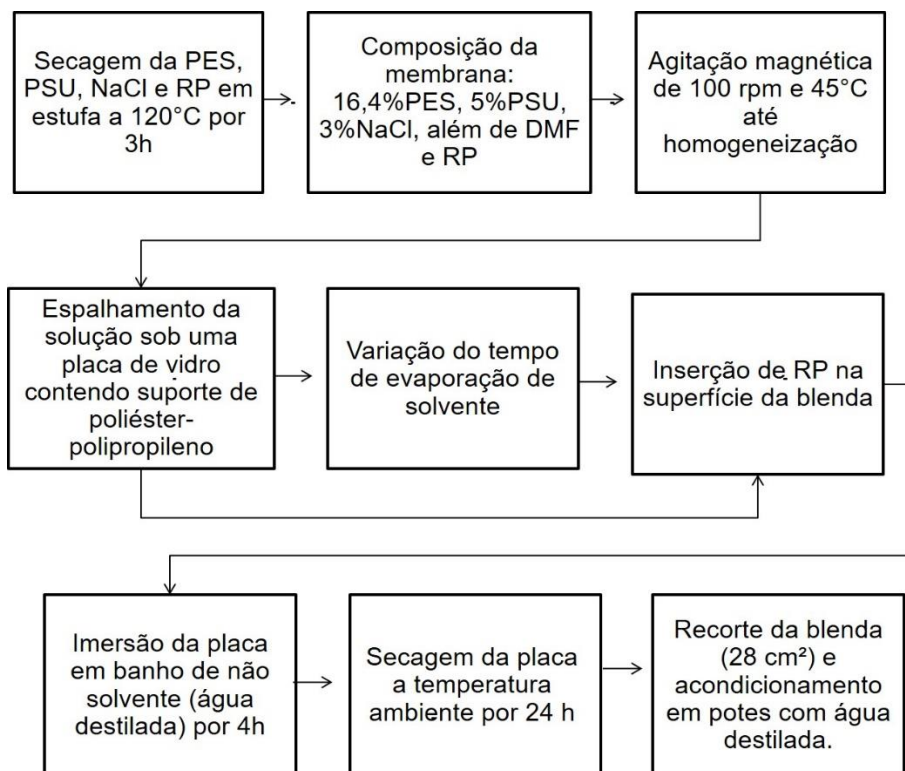 Secagem da PES,
PSU, NaCl e RP em
estufa a 120°C por
3h
Composição da
membrana:
16,4%PES, 5%PSU,
3%NaCl, além de DMF
e RP
Agitação magnética
de 100 rpm e 45°C
até
homogeneização
Espalhamento da
solução sob uma
placa de vidro
contendo suporte de
poliéster-
polipropileno
Variação do tempo
de evaporação de
solvente
Inserção de RP na
superfície da blenda
Imersão da placa
em banho de não
solvente (água
destilada) por 4h
Secagem da placa
a temperatura
ambiente por 24 h
Recorte da blenda
(28 cm²) e
acondicionamento
em potes com água
destilada.